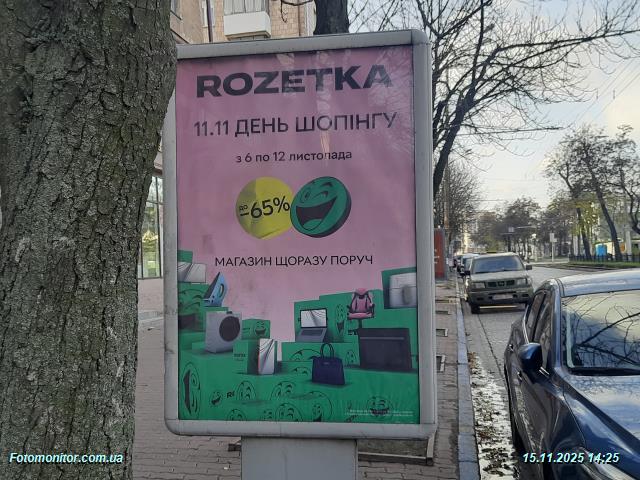 ROZETKA
11.11 ДЕНЬ ШОПІНГУ
з 6 по 12 листопада
до
-65%
МАГАЗИН ЩОРАЗУ ПОРУЧ
Fotomonitor.com.ua
15.11.2025 14:25